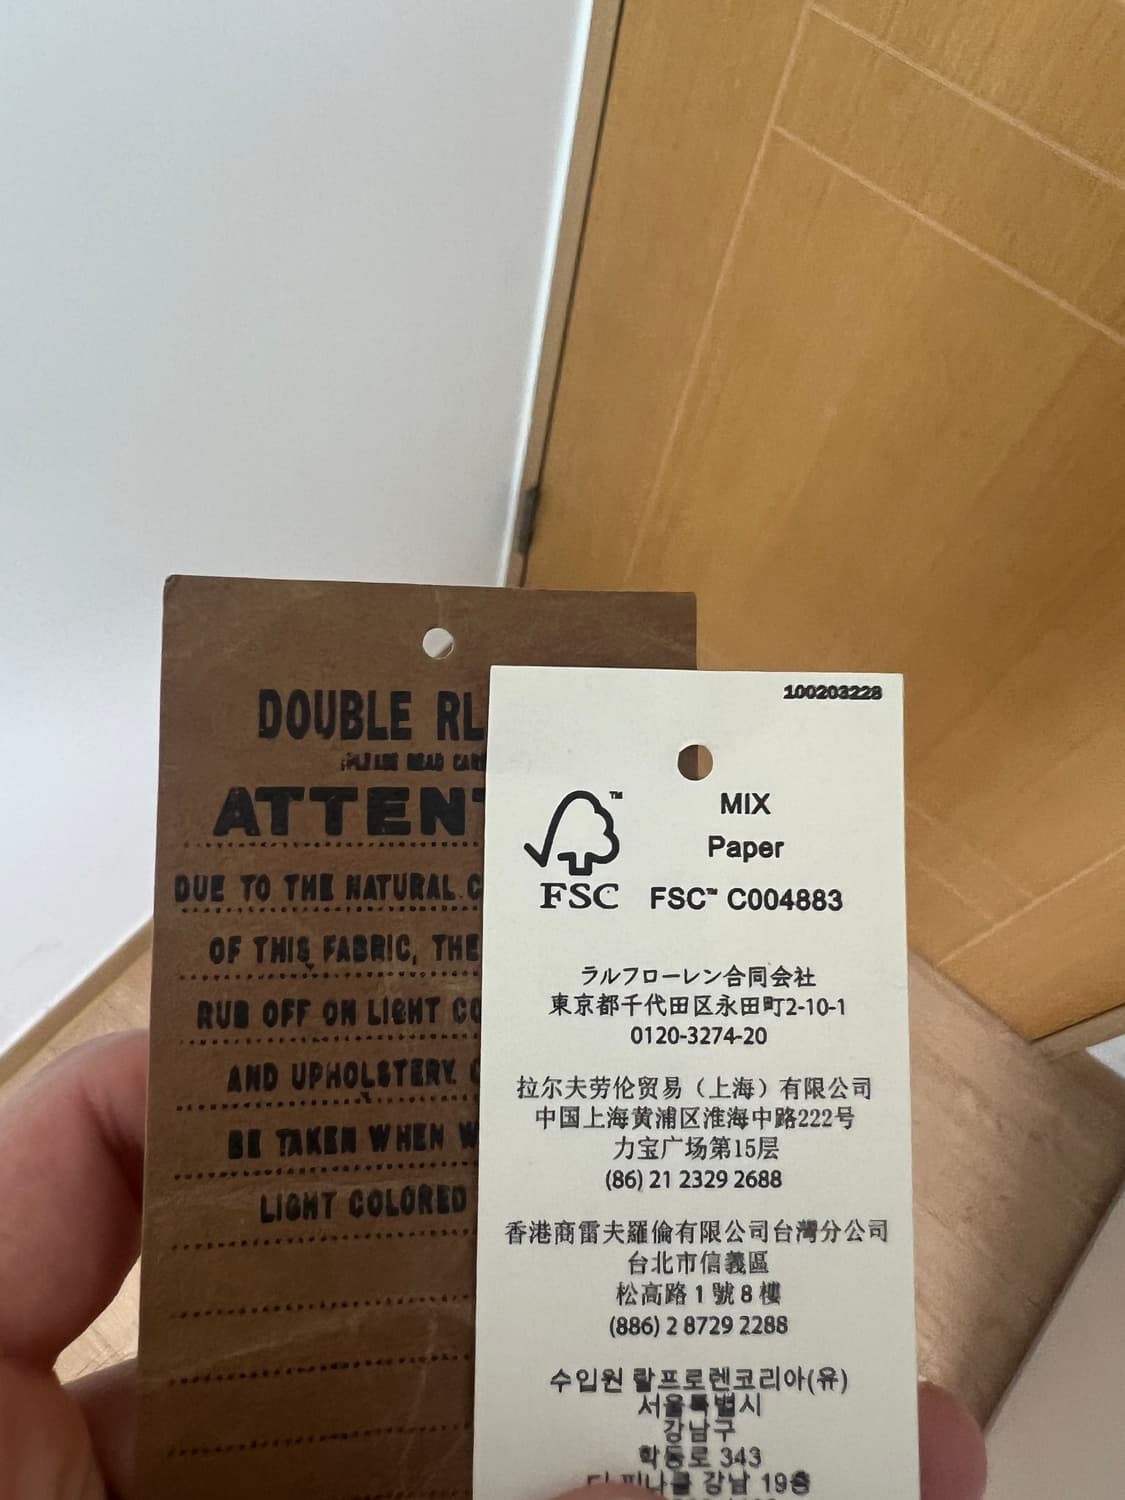 DOUBLE RL
ATTEN
DUE TO THE NATURAL C
OF THIS FABRIC, THE
RUB OFF ON LIGHT CO
AND UPHOLSTERY. C
BE TAKEN WHEN W
LIGHT COLORED
100203228
MIX
Paper
FSC™ C004883
FSC
ラルフローレン合同会社
東京都千代田区永田町2-10-1
0120-3274-20
拉尔夫劳伦贸易（上海）有限公司
中国上海黄浦区淮海中路222号
力宝广场第15层
(86) 21 2329 2688
香港商雷夫羅倫有限公司台灣分公司
台北市信義區
松高路 1 號 8 樓
(886) 2 8729 2288
수입원 랄프로렌코리아(유)
서울특별시
강남구
학동로 343
강남 19층